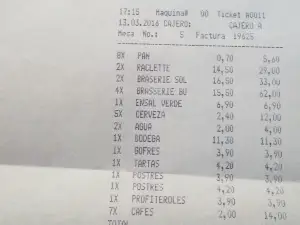 17:15 Maquina# 00 Ticket A0011
13.03.2016 CAJERO: CAJERO A
Mesa No.: 5 Factura 19625
8X PAN 0,70 5,60
2X RACLETTE 14,50 29,00
2X BRASERIE SOL 16,50 33,00
4X BRASSERIE BU 15,50 62,00
1X ENSAL VERDE 6,90 6,90
5X CERVEZA 2,40 12,00
2X AGUA 2,00 4,00
1X BODEGA 11,30 11,30
1X GOFRES 3,90 3,90
1X TARTAS 4,20 4,20
1X POSTRES 3,90 3,90
1X POSTRES 4,20 4,20
1X PROFITEROLES 3,90 3,90
7X CAFES 2,00 14,00
TOTAL